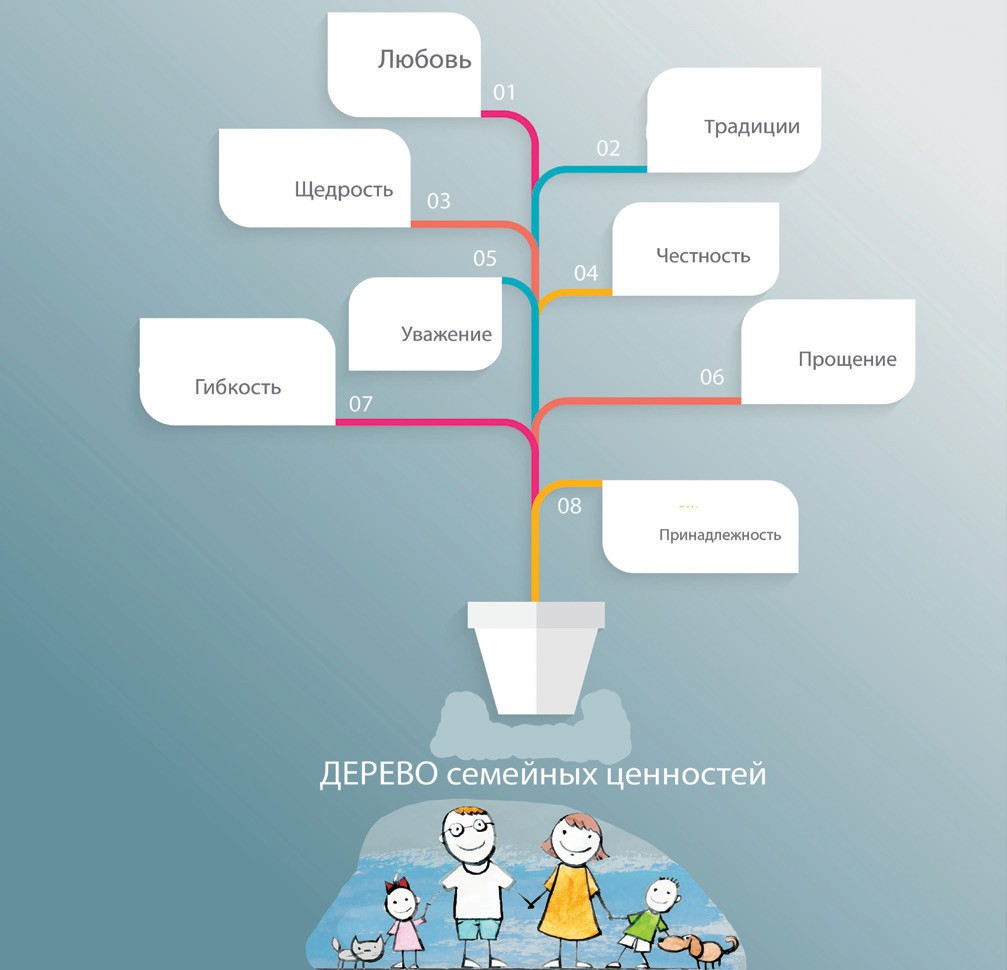 Любовь
01
Традиции
02
Щедрость
03
Честность
04
05
Уважение
Прощение
06
Гибкость
07
08
Принадлежность
ДЕРЕВО семейных ценностей